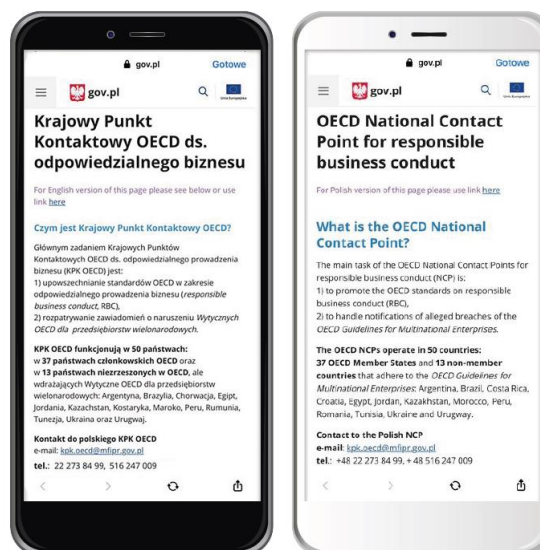 gov.pl
Gotowe
gov.pl
Unia Europejska
Krajowy Punkt
Kontaktowy OECD ds.
odpowiedzialnego biznesu
For English version of this page please see below or use
link here
Czym jest Krajowy Punkt Kontaktowy OECD?
Głównym zadaniem Krajowych Punktów
Kontaktowych OECD ds. odpowiedzialnego prowadzenia
biznesu (KPK OECD) jest:
1) upowszechnianie standardów OECD w zakresie
odpowiedzialnego prowadzenia biznesu (responsible
business conduct, RBC),
2) rozpatrywanie zawiadomień o naruszeniu Wytycznych
OECD dla przedsiębiorstw wielonarodowych.
KPK OECD funkcjonują w 50 państwach:
w 37 państwach członkowskich OECD oraz
w 13 państwach niezrzeszonych w OECD, ale
wdrażających Wytyczne OECD dla przedsiębiorstw
wielonarodowych: Argentyna, Brazylia, Chorwacja, Egipt,
Jordania, Kazachstan, Kostaryka, Maroko, Peru, Rumunia,
Tunezja, Ukraina oraz Urugwaj.
Kontakt do polskiego KPK OECD
e-mail: kpk.oecd@mfipr.gov.pl
tel.: 22 273 84 99, 516 247 009
gov.pl
Gotowe
gov.pl
Unia Europejska
OECD National Contact
Point for responsible
business conduct
For Polish version of this page please use link here
What is the OECD National
Contact Point?
The main task of the OECD National Contact Points for
responsible business conduct (NCP) is:
1) to promote the OECD standards on responsible
business conduct (RBC),
2) to handle notifications of alleged breaches of the
OECD Guidelines for Multinational Enterprises.
The OECD NCPs operate in 50 countries:
37 OECD Member States and 13 non-member
countries that adhere to the OECD Guidelines for
Multinational Enterprises: Argentina, Brazil, Costa Rica,
Croatia, Egypt, Jordan, Kazakhstan, Morocco, Peru,
Romania, Tunisia, Ukraine and Urugway.
Contact to the Polish NCP
e-mail: kpk.oecd@mfipr.gov.pl
tel.: +48 22 273 84 99, + 48 516 247 009